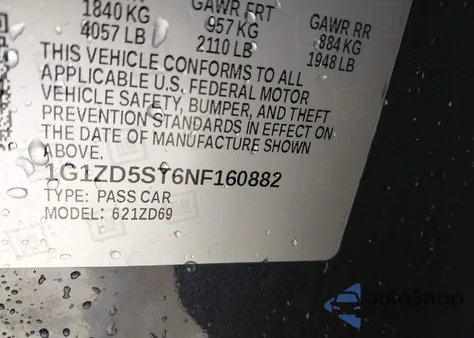 GAWR FRT
GAWR RR
1840 KG
957 KG
884 KG
4057 LB
2110 LB
1948 LB
THIS VEHICLE CONFORMS TO ALL
APPLICABLE U.S. FEDERAL MOTOR
VEHICLE SAFETY, BUMPER, AND THEFT
PREVENTION STANDARDS IN EFFECT ON
THE DATE OF MANUFACTURE SHOWN
ABOVE.
1G1ZD5ST6NF160882
TYPE: PASS CAR
MODEL: 621ZD69
autoSnap